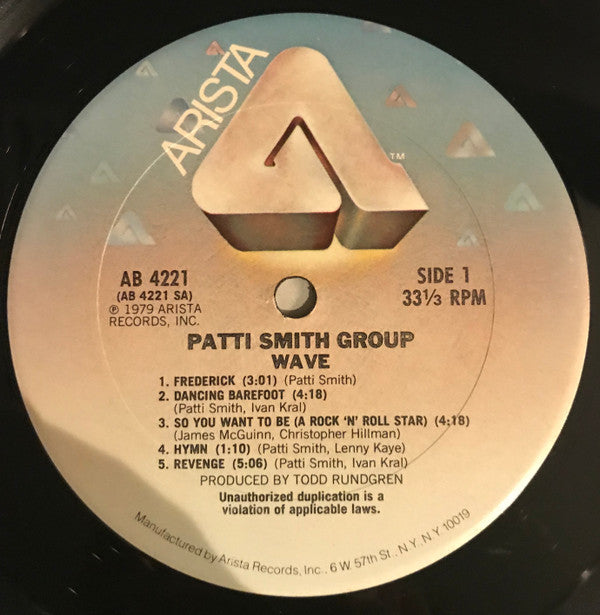 ARISTA
TM
AB 4221
(AB 4221 SA)
℗ 1979 ARISTA
RECORDS, INC.
SIDE 1
33⅓ RPM
PATTI SMITH GROUP
WAVE
1. FREDERICK (3:01) (Patti Smith)
2. DANCING BAREFOOT (4:18)
(Patti Smith, Ivan Kral)
3. SO YOU WANT TO BE (A ROCK 'N' ROLL STAR) (4:18)
(James McGuinn, Christopher Hillman)
4. HYMN (1:10) (Patti Smith, Lenny Kaye)
5. REVENGE (5:06) (Patti Smith, Ivan Kral)
PRODUCED BY TODD RUNDGREN
Unauthorized duplication is a
violation of applicable laws.
Manufactured by Arista Records, Inc., 6 W. 57th St., N.Y., N.Y. 10019